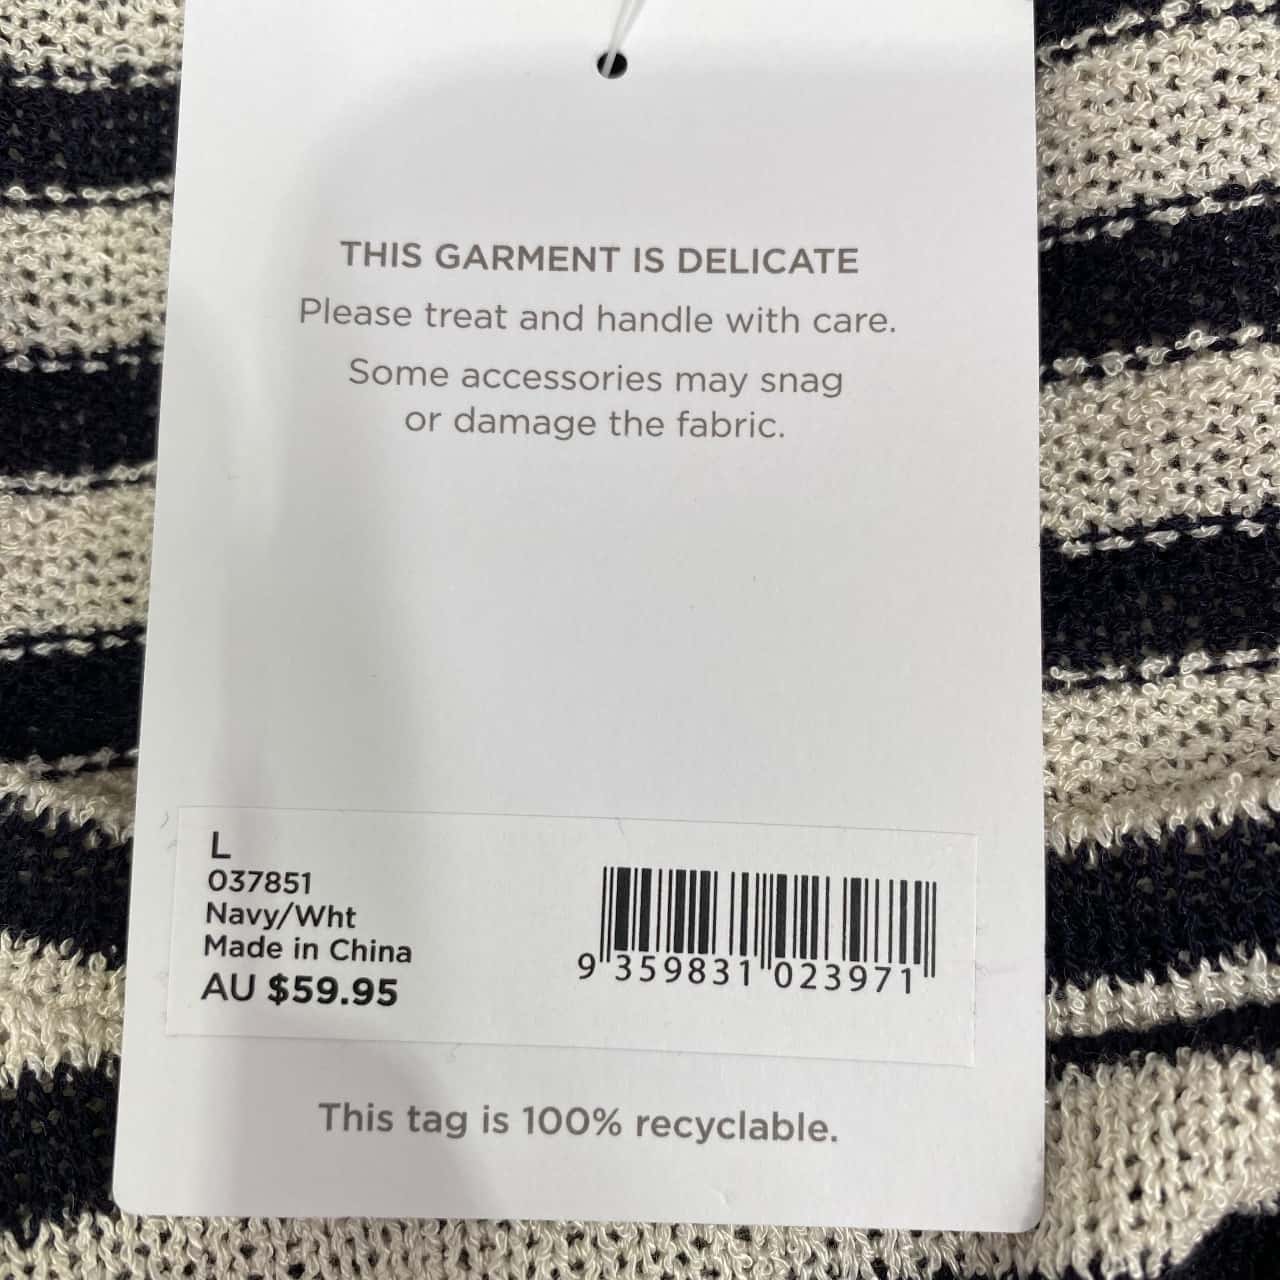 THIS GARMENT IS DELICATE
Please treat and handle with care.
Some accessories may snag
or damage the fabric.
L
037851
Navy/Wht
Made in China
AU $59.95
9 359831 023971
This tag is 100% recyclable.